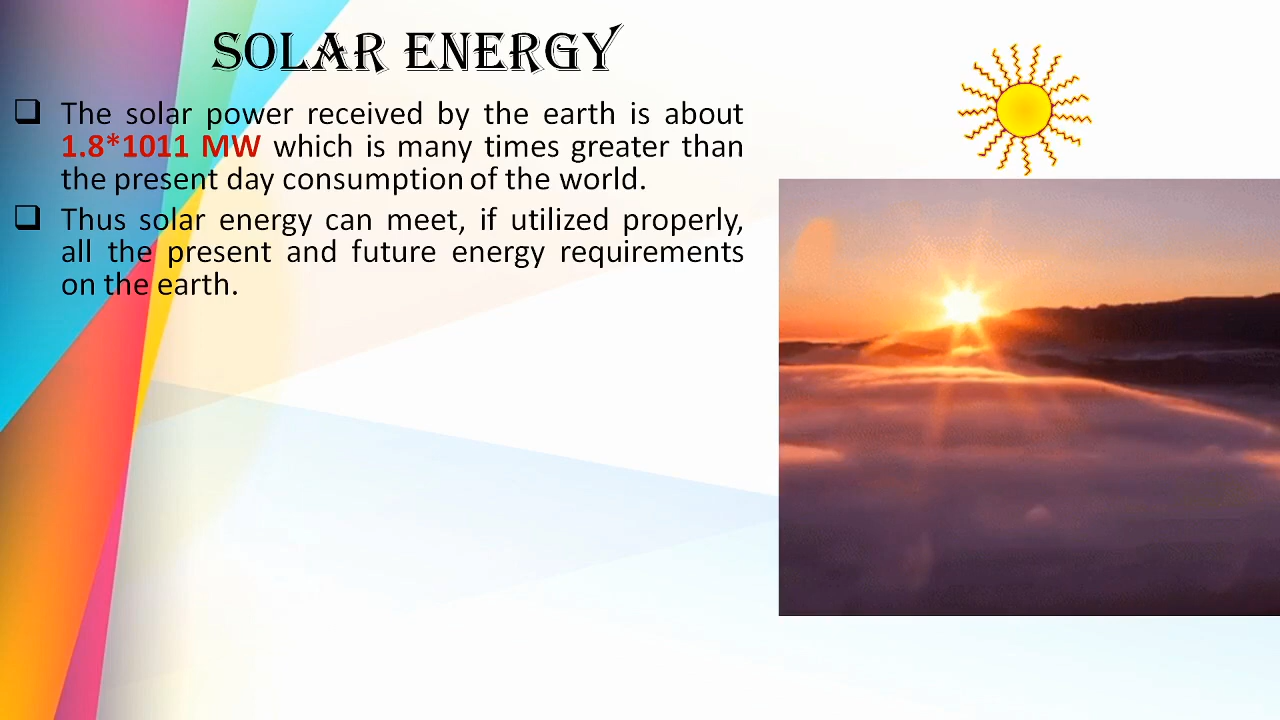 SOLAR ENERGY
The solar power received by the earth is about
1.8*1011 MW which is many times greater than
the present day consumption of the world.
Thus solar energy can meet, if utilized properly,
all the present and future energy requirements
on the earth.